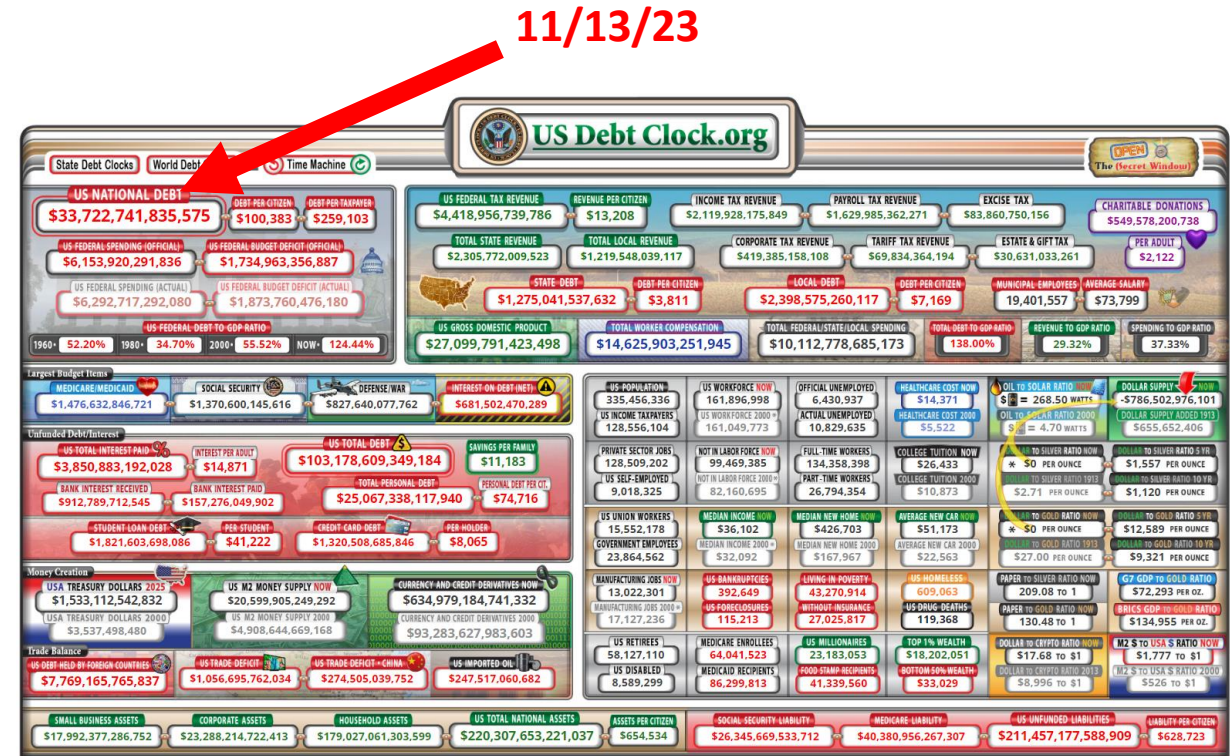 11/13/23
US Debt Clock.org
State Debt Clocks World Debt Time Machine
OPEN
The (Secret Window)
US NATIONAL DEBT
$33,722,741,835,575
DEBT PER CITIZEN
$100,383
DEBT PER TAXPAYER
$259,103
US FEDERAL SPENDING (OFFICIAL)
$6,153,920,291,836
US FEDERAL BUDGET DEFICIT (OFFICIAL)
$1,734,963,356,887
US FEDERAL SPENDING (ACTUAL)
$6,292,717,292,080
US FEDERAL BUDGET DEFICIT (ACTUAL)
$1,873,760,476,180
US FEDERAL DEBT TO GDP RATIO
1960• 52.20% 1980• 34.70% 2000• 55.52% NOW• 124.44%
US FEDERAL TAX REVENUE
$4,418,956,739,786
REVENUE PER CITIZEN
$13,208
INCOME TAX REVENUE
$2,119,928,175,849
PAYROLL TAX REVENUE
$1,629,985,362,271
EXCISE TAX
$83,860,750,156
CHARITABLE DONATIONS
$549,578,200,738
TOTAL STATE REVENUE
$2,305,772,009,523
TOTAL LOCAL REVENUE
$1,219,548,039,117
CORPORATE TAX REVENUE
$419,385,158,108
TARIFF TAX REVENUE
$69,834,364,194
ESTATE & GIFT TAX
$30,631,033,261
PER ADULT
$2,122
STATE DEBT
$1,275,041,537,632
DEBT PER CITIZEN
$3,811
LOCAL DEBT
$2,398,575,260,117
DEBT PER CITIZEN
$7,169
MUNICIPAL EMPLOYEES
19,401,557
AVERAGE SALARY
$73,799
US GROSS DOMESTIC PRODUCT
$27,099,791,423,498
TOTAL WORKER COMPENSATION
$14,625,903,251,945
TOTAL FEDERAL/STATE/LOCAL SPENDING
$10,112,778,685,173
TOTAL DEBT TO GDP RATIO
138.00%
REVENUE TO GDP RATIO
29.32%
SPENDING TO GDP RATIO
37.33%
Largest Budget Items
MEDICARE/MEDICAID
$1,476,632,846,721
SOCIAL SECURITY
$1,370,600,145,616
DEFENSE/WAR
$827,640,077,762
INTEREST ON DEBT (NET)
$681,502,470,289
Unfunded Debt/Interest
US TOTAL INTEREST PAID
$3,850,883,192,028
INTEREST PER ADULT
$14,871
US TOTAL DEBT
$103,178,609,349,184
SAVINGS PER FAMILY
$11,183
BANK INTEREST RECEIVED
$912,789,712,545
BANK INTEREST PAID
$157,276,049,902
TOTAL PERSONAL DEBT
$25,067,338,117,940
PERSONAL DEBT PER CIT.
$74,716
STUDENT LOAN DEBT
$1,821,603,698,086
PER STUDENT
$41,222
CREDIT CARD DEBT
$1,320,508,685,846
PER HOLDER
$8,065
Money Creation
USA TREASURY DOLLARS 2025
$1,533,112,542,832
USA TREASURY DOLLARS 2000
$3,537,498,480
US M2 MONEY SUPPLY NOW
$20,599,905,249,292
US M2 MONEY SUPPLY 2000
$4,908,644,669,168
CURRENCY AND CREDIT DERIVATIVES NOW
$634,979,184,741,332
CURRENCY AND CREDIT DERIVATIVES 2000
$93,283,627,983,603
Trade Balance
US DEBT HELD BY FOREIGN COUNTRIES
$7,769,165,765,837
US TRADE DEFICIT
$1,056,695,762,034
US TRADE DEFICIT • CHINA
$274,505,039,752
US IMPORTED OIL
$247,517,060,682
US POPULATION
335,456,336
US WORKFORCE NOW
161,896,998
OFFICIAL UNEMPLOYED
6,430,937
HEALTHCARE COST NOW
$14,371
OIL TO SOLAR RATIO NOW
$ = 268.50 WATTS
DOLLAR SUPPLY NOW
-$786,502,976,101
US INCOME TAXPAYERS
128,556,104
US WORKFORCE 2000
161,049,773
ACTUAL UNEMPLOYED
10,829,635
HEALTHCARE COST 2000
$5,522
OIL TO SOLAR RATIO 2000
$ = 4.70 WATTS
DOLLAR SUPPLY ADDED 1913
$655,652,406
PRIVATE SECTOR JOBS
128,509,202
NOT IN LABOR FORCE NOW
99,469,385
FULL-TIME WORKERS
134,358,398
COLLEGE TUITION NOW
$26,433
DOLLAR TO SILVER RATIO NOW
* $0 PER OUNCE
DOLLAR TO SILVER RATIO 5 YR
$1,557 PER OUNCE
US SELF-EMPLOYED
9,018,325
NOT IN LABOR FORCE 2000
82,160,695
PART-TIME WORKERS
26,794,354
COLLEGE TUITION 2000
$10,873
DOLLAR TO SILVER RATIO 1913
$2.71 PER OUNCE
DOLLAR TO SILVER RATIO 10 YR
$1,120 PER OUNCE
US UNION WORKERS
15,552,178
MEDIAN INCOME NOW
$36,102
MEDIAN NEW HOME NOW
$426,703
AVERAGE NEW CAR NOW
$51,173
DOLLAR TO GOLD RATIO NOW
* $0 PER OUNCE
DOLLAR TO GOLD RATIO 5 YR
$12,589 PER OUNCE
GOVERNMENT EMPLOYEES
23,864,562
MEDIAN INCOME 2000
$32,092
MEDIAN NEW HOME 2000
$167,967
AVERAGE NEW CAR 2000
$22,563
DOLLAR TO GOLD RATIO 1913
$27.00 PER OUNCE
DOLLAR TO GOLD RATIO 10 YR
$9,321 PER OUNCE
MANUFACTURING JOBS NOW
13,022,301
US BANKRUPTCIES
392,649
LIVING IN POVERTY
43,270,914
US HOMELESS
609,063
PAPER TO SILVER RATIO NOW
209.08 to 1
G7 GDP to GOLD RATIO
$72,293 PER OZ.
MANUFACTURING JOBS 2000
17,127,236
US FORECLOSURES
115,213
WITHOUT INSURANCE
27,025,817
US DRUG DEATHS
119,368
PAPER TO GOLD RATIO NOW
130.48 to 1
BRICS GDP to GOLD RATIO
$134,955 PER OZ.
US RETIREES
58,127,110
MEDICARE ENROLLEES
64,041,523
US MILLIONAIRES
23,183,053
TOP 1% WEALTH
$18,202,051
DOLLAR TO CRYPTO RATIO NOW
$17.68 to $1
M2 $ TO USA $ RATIO NOW
$1,777 to $1
US DISABLED
8,589,299
MEDICAID RECIPIENTS
86,299,813
FOOD STAMP RECIPIENTS
41,339,560
BOTTOM 50% WEALTH
$33,029
DOLLAR TO CRYPTO RATIO 2013
$8,996 to $1
M2 $ TO USA $ RATIO 2000
$526 to $1
SMALL BUSINESS ASSETS
$17,992,377,286,752
CORPORATE ASSETS
$23,288,214,722,413
HOUSEHOLD ASSETS
$179,027,061,303,599
US TOTAL NATIONAL ASSETS
$220,307,653,221,037
ASSETS PER CITIZEN
$654,534
SOCIAL SECURITY LIABILITY
$26,345,669,533,712
MEDICARE LIABILITY
$40,380,956,267,307
US UNFUNDED LIABILITIES
$211,457,177,588,909
LIABILITY PER CITIZEN
$628,723